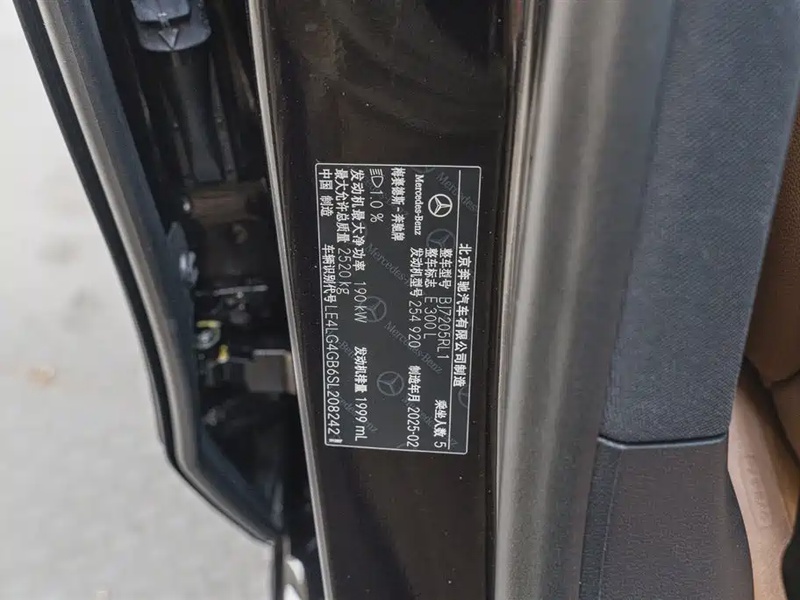 北京奔驰汽车有限公司制造
Mercedes-Benz
梅赛德斯-奔驰牌
整车型号 BJ7205RL1
乘坐人数 5
整车标志 E 300 L
发动机型号 254 920
制造年月 2025-02
1.0 %
发动机最大净功率 190 kW
发动机排量 1999 mL
最大允许总质量 2520 kg
中国 制造
车辆识别代号 LE4LG4GB6SL208242